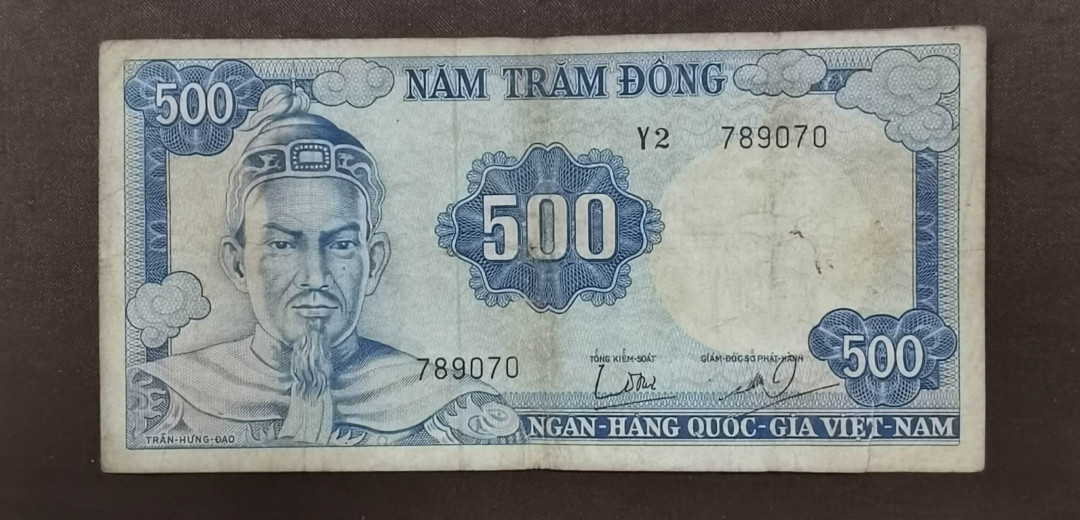 500
NĂM TRĂM ĐỒNG
Y2 789070
500
789070
TỔNG KIỂM-SOÁT
GIÁM-ĐỐC SỞ PHÁT-HÀNH
500
NGÂN-HÀNG QUỐC-GIA VIỆT-NAM
TRẦN-HƯNG-ĐẠO